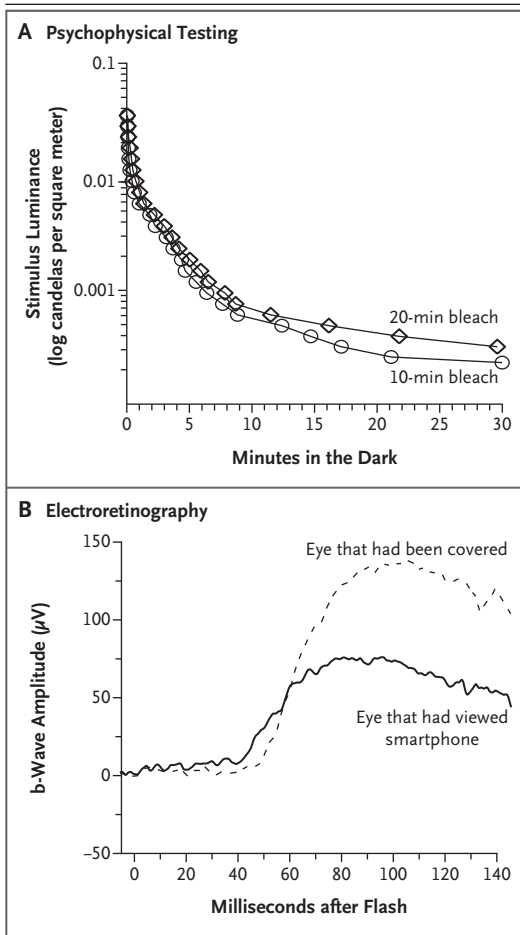 A Psychophysical Testing
0.1
0.01
0.001
Stimulus Luminance
(log candelas per square meter)
20-min bleach
10-min bleach
0 5 10 15 20 22 30
Minutes in the Dark
B Electroretinography
150
100
50
0
–50
b-Wave Amplitude (µV)
Eye that had been covered
Eye that had viewed
smartphone
0 20 40 60 80 100 120 140
Milliseconds after Flash